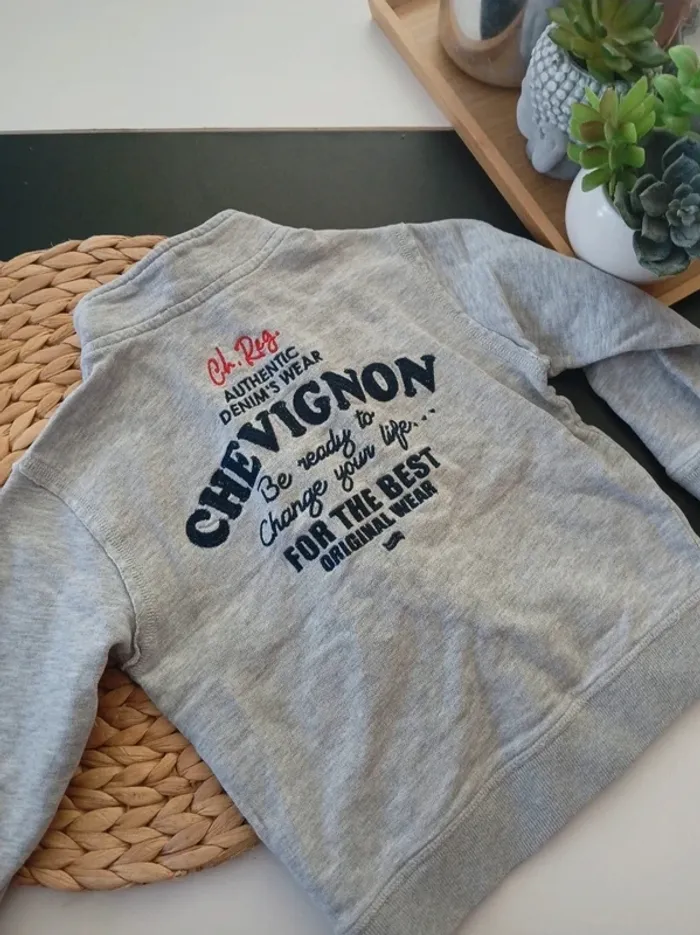 Ch. Reg.
AUTHENTIC
DENIM'S WEAR
CHEVIGNON
Be ready to
Change your life...
FOR THE BEST
ORIGINAL WEAR